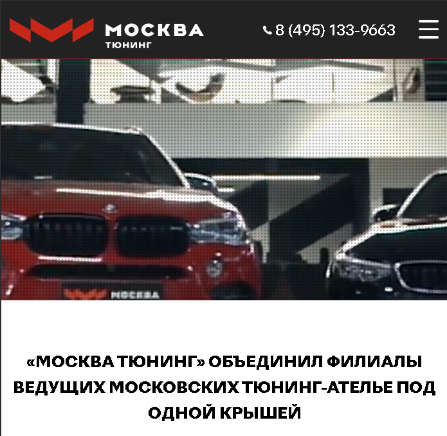 МОСКВА
ТЮНИНГ
8 (495) 133-9663
МОСКВА
«МОСКВА ТЮНИНГ» ОБЪЕДИНИЛ ФИЛИАЛЫ
ВЕДУЩИХ МОСКОВСКИХ ТЮНИНГ-АТЕЛЬЕ ПОД
ОДНОЙ КРЫШЕЙ